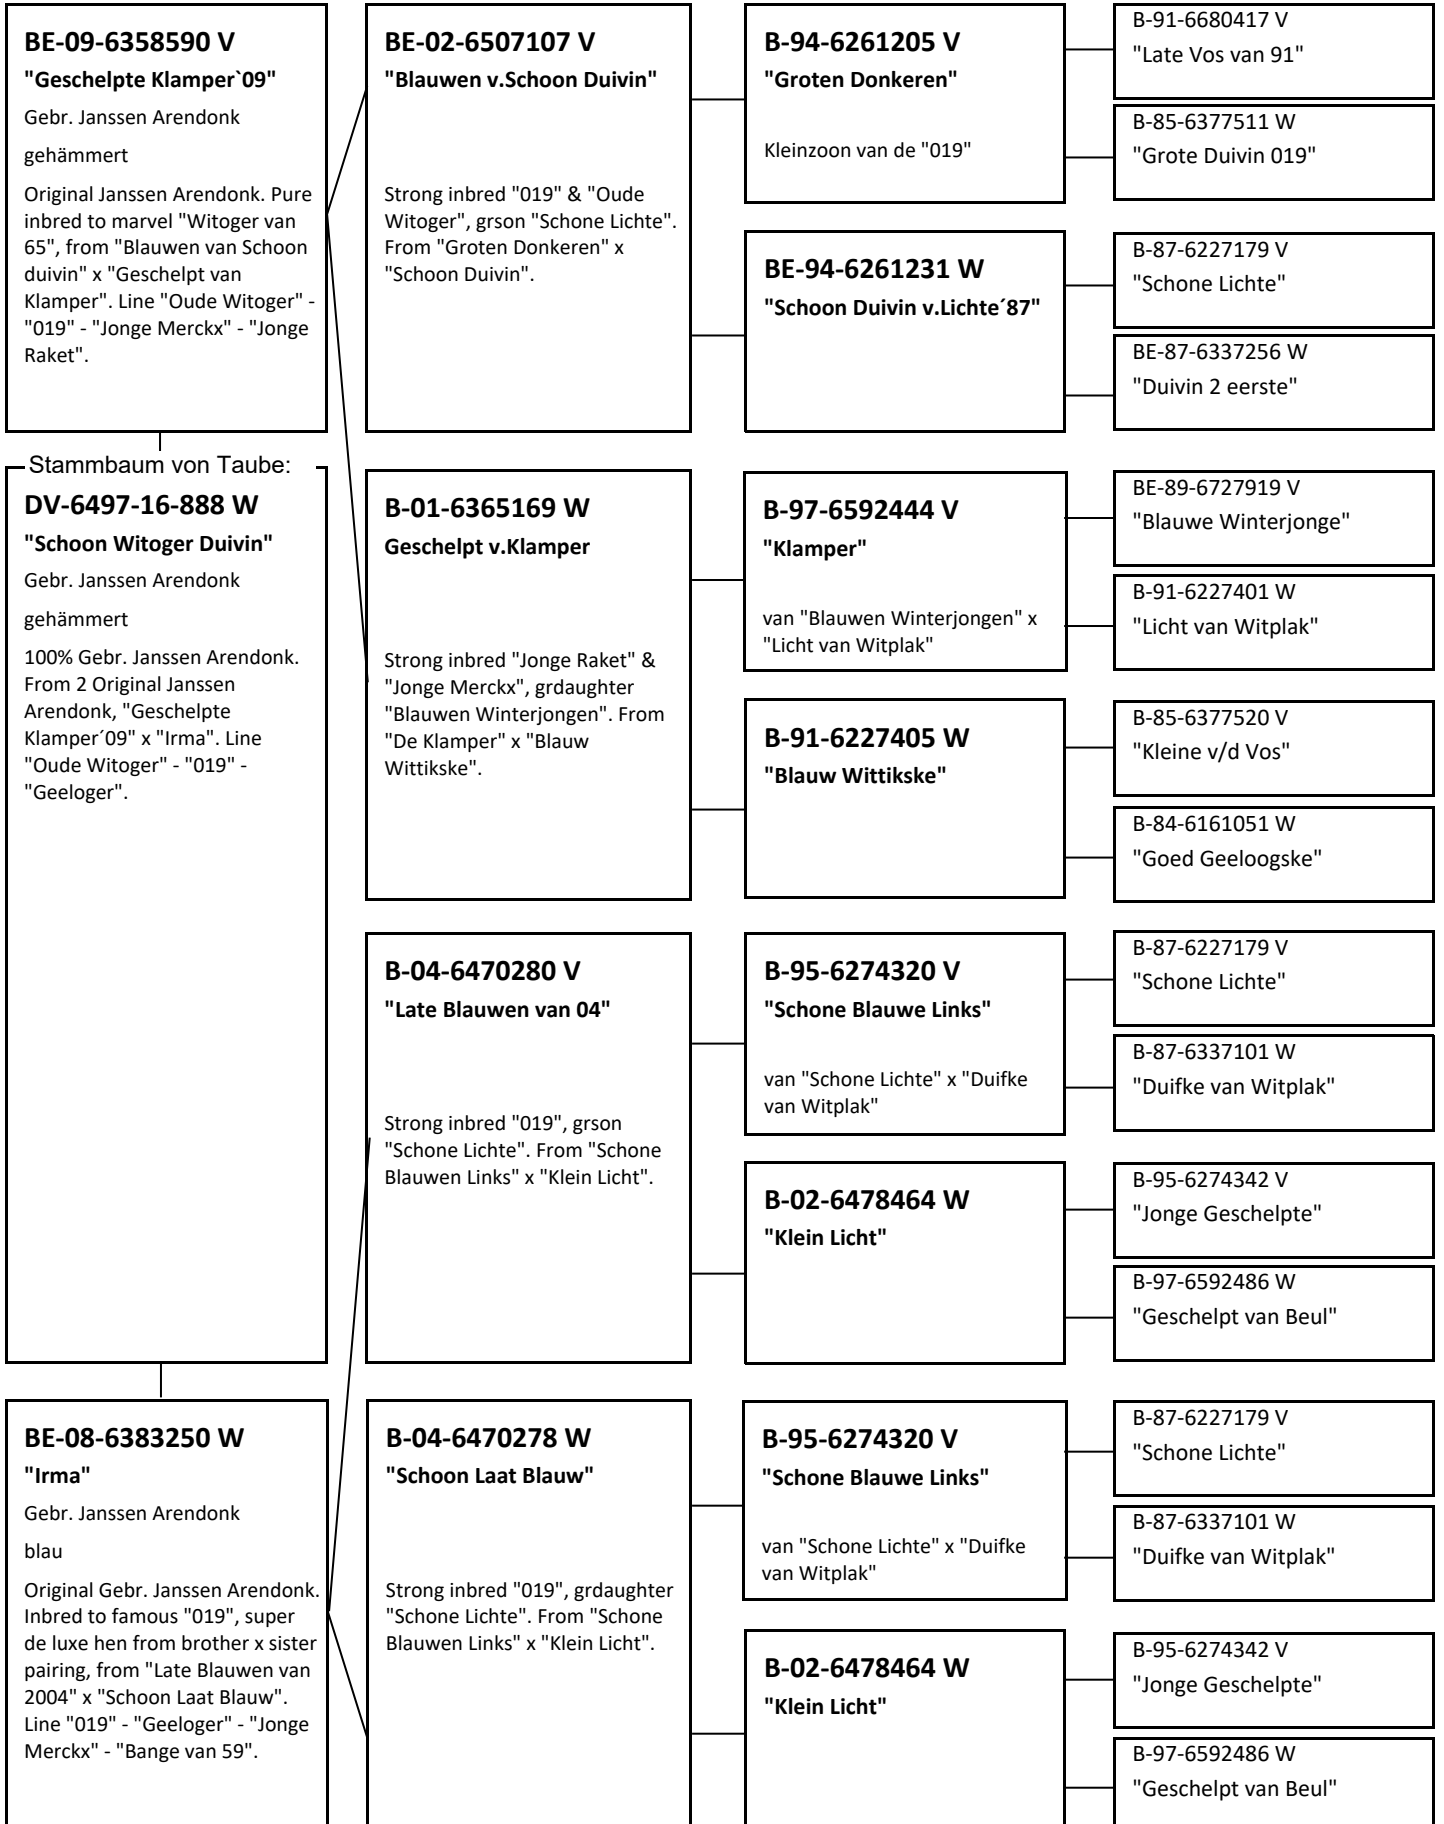 BE-09-6358590 V
"Geschelpte Klamper`09"
Gebr. Janssen Arendonk
gehämmert
Original Janssen Arendonk. Pure
inbred to marvel "Witoger van
65", from "Blauwen van Schoon
duivin" x "Geschelpt van
Klamper". Line "Oude Witoger" -
"019" - "Jonge Merckx" - "Jonge
Raket".
Stammbaum von Taube:
DV-6497-16-888 W
"Schoon Witoger Duivin"
Gebr. Janssen Arendonk
gehämmert
100% Gebr. Janssen Arendonk.
From 2 Original Janssen
Arendonk, "Geschelpte
Klamper´09" x "Irma". Line
"Oude Witoger" - "019" -
"Geeloger".
BE-08-6383250 W
"Irma"
Gebr. Janssen Arendonk
blau
Original Gebr. Janssen Arendonk.
Inbred to famous "019", super
de luxe hen from brother x sister
pairing, from "Late Blauwen van
2004" x "Schoon Laat Blauw".
Line "019" - "Geeloger" - "Jonge
Merckx" - "Bange van 59".
BE-02-6507107 V
"Blauwen v.Schoon Duivin"
Strong inbred "019" & "Oude
Witoger", grson "Schone Lichte".
From "Groten Donkeren" x
"Schoon Duivin".
B-01-6365169 W
Geschelpt v.Klamper
Strong inbred "Jonge Raket" &
"Jonge Merckx", grdaughter
"Blauwen Winterjongen". From
"De Klamper" x "Blauw
Wittikske".
B-04-6470280 V
"Late Blauwen van 04"
Strong inbred "019", grson
"Schone Lichte". From "Schone
Blauwen Links" x "Klein Licht".
B-04-6470278 W
"Schoon Laat Blauw"
Strong inbred "019", grdaughter
"Schone Lichte". From "Schone
Blauwen Links" x "Klein Licht".
B-94-6261205 V
"Groten Donkeren"
Kleinzoon van de "019"
BE-94-6261231 W
"Schoon Duivin v.Lichte´87"
B-97-6592444 V
"Klamper"
van "Blauwen Winterjongen" x
"Licht van Witplak"
B-91-6227405 W
"Blauw Wittikske"
B-95-6274320 V
"Schone Blauwe Links"
van "Schone Lichte" x "Duifke
van Witplak"
B-02-6478464 W
"Klein Licht"
B-95-6274320 V
"Schone Blauwe Links"
van "Schone Lichte" x "Duifke
van Witplak"
B-02-6478464 W
"Klein Licht"
B-91-6680417 V
"Late Vos van 91"
B-85-6377511 W
"Grote Duivin 019"
B-87-6227179 V
"Schone Lichte"
BE-87-6337256 W
"Duivin 2 eerste"
BE-89-6727919 V
"Blauwe Winterjonge"
B-91-6227401 W
"Licht van Witplak"
B-85-6377520 V
"Kleine v/d Vos"
B-84-6161051 W
"Goed Geeloogske"
B-87-6227179 V
"Schone Lichte"
B-87-6337101 W
"Duifke van Witplak"
B-95-6274342 V
"Jonge Geschelpte"
B-97-6592486 W
"Geschelpt van Beul"
B-87-6227179 V
"Schone Lichte"
B-87-6337101 W
"Duifke van Witplak"
B-95-6274342 V
"Jonge Geschelpte"
B-97-6592486 W
"Geschelpt van Beul"